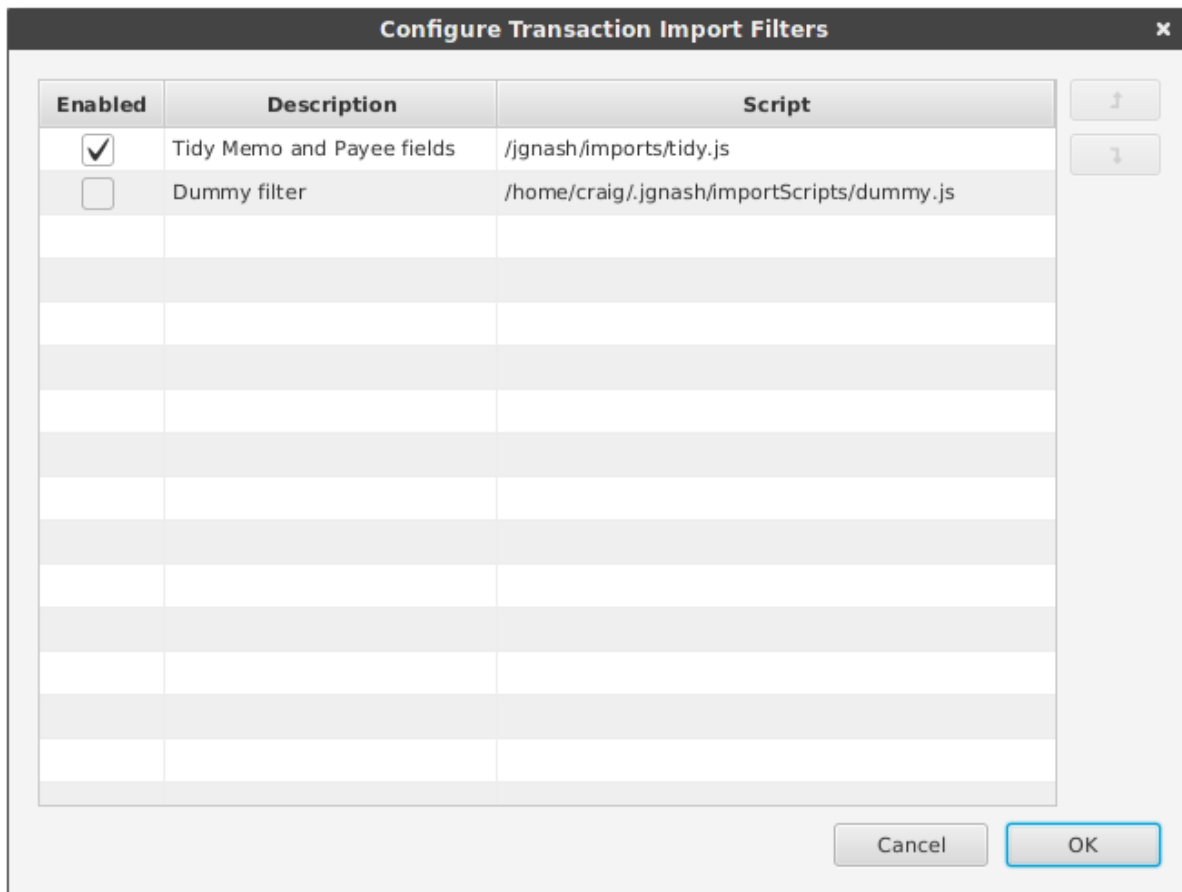 Configure Transaction Import Filters
Enabled Description Script
Tidy Memo and Payee fields /jgnash/imports/tidy.js
Dummy filter /home/craig/.jgnash/importScripts/dummy.js
Cancel OK